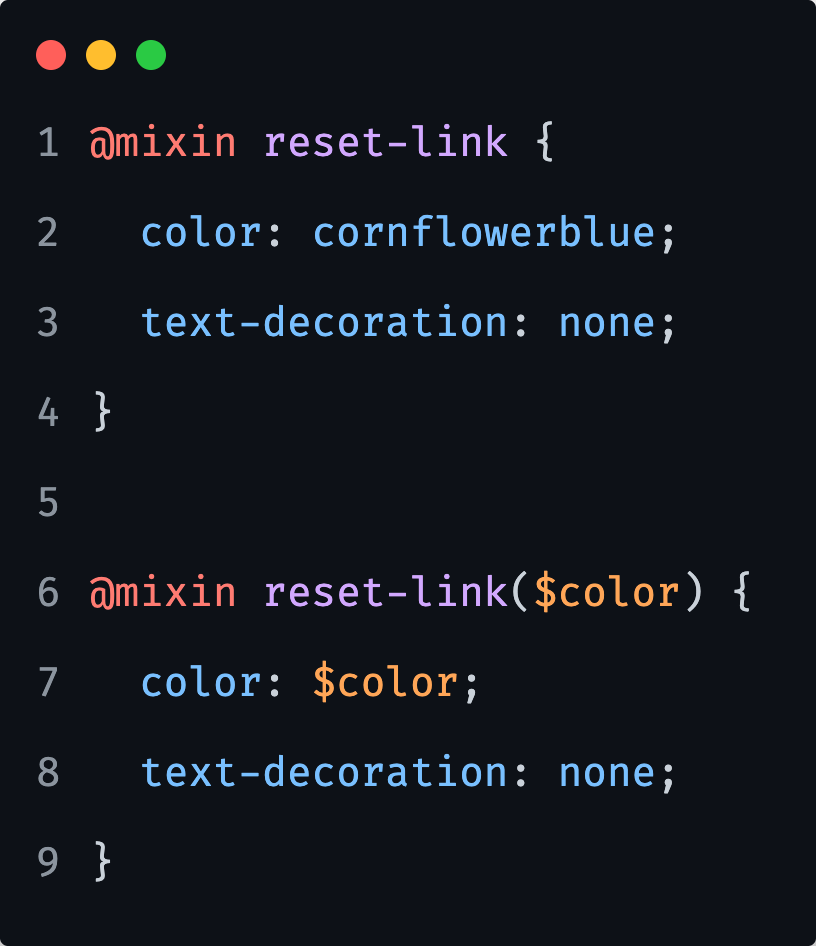 1 @mixin reset-link {
2   color: cornflowerblue;
3   text-decoration: none;
4 }
5
6 @mixin reset-link($color) {
7   color: $color;
8   text-decoration: none;
9 }